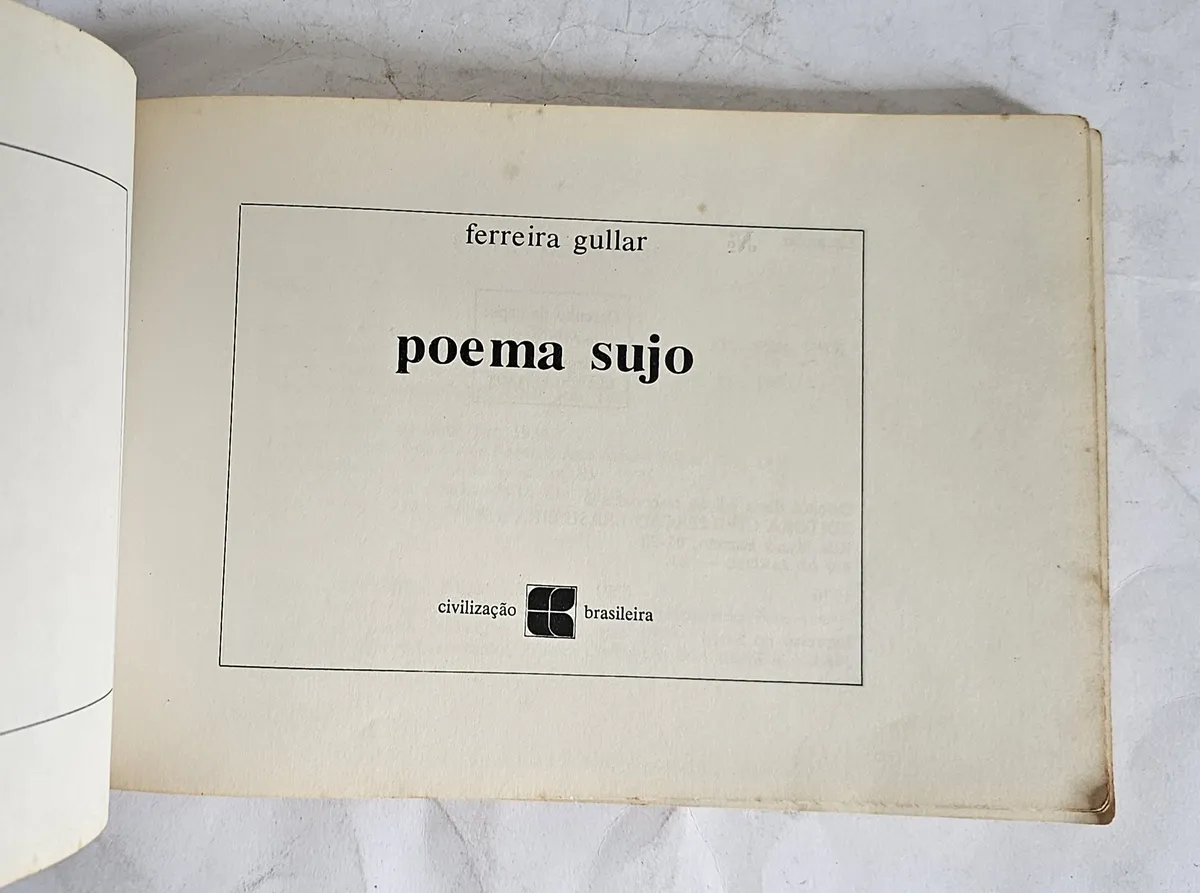 ferreira gullar
poema sujo
civilização brasileira